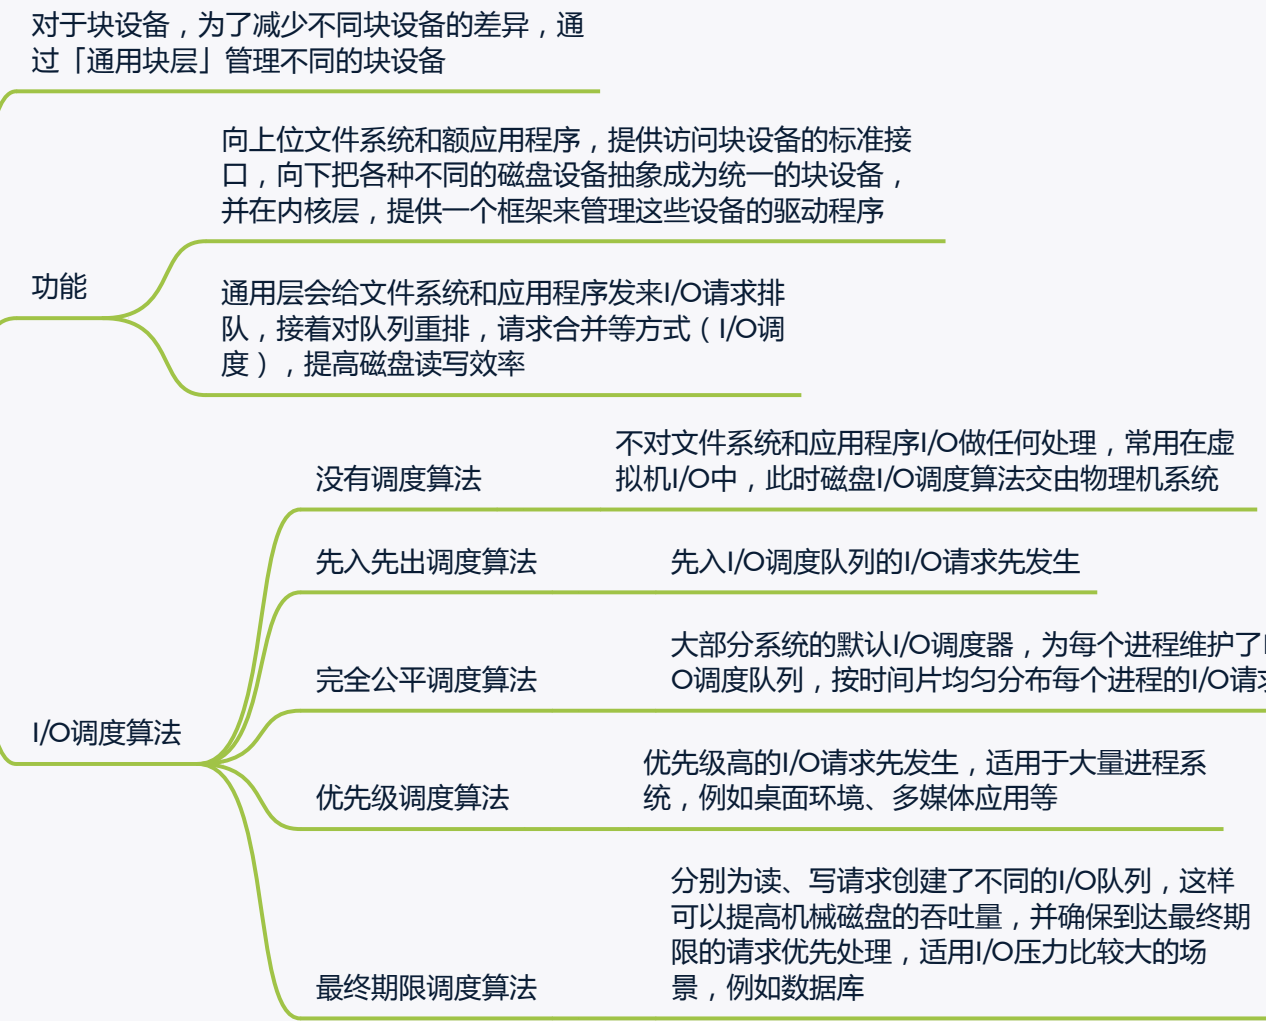 对于块设备，为了减少不同块设备的差异，通
过「通用块层」管理不同的块设备
向上位文件系统和额应用程序，提供访问块设备的标准接
口，向下把各种不同的磁盘设备抽象成为统一的块设备，
并在内核层，提供一个框架来管理这些设备的驱动程序
功能
通用层会给文件系统和应用程序发来I/O请求排
队，接着对队列重排，请求合并等方式（I/O调
度），提高磁盘读写效率
没有调度算法
不对文件系统和应用程序I/O做任何处理，常用在虚
拟机I/O中，此时磁盘I/O调度算法交由物理机系统
先入先出调度算法
先入I/O调度队列的I/O请求先发生
完全公平调度算法
大部分系统的默认I/O调度器，为每个进程维护了
O调度队列，按时间片均匀分布每个进程的I/O请
I/O调度算法
优先级调度算法
优先级高的I/O请求先发生，适用于大量进程系
统，例如桌面环境、多媒体应用等
最终期限调度算法
分别为读、写请求创建了不同的I/O队列，这样
可以提高机械磁盘的吞吐量，并确保到达最终期
限的请求优先处理，适用I/O压力比较大的场
景，例如数据库